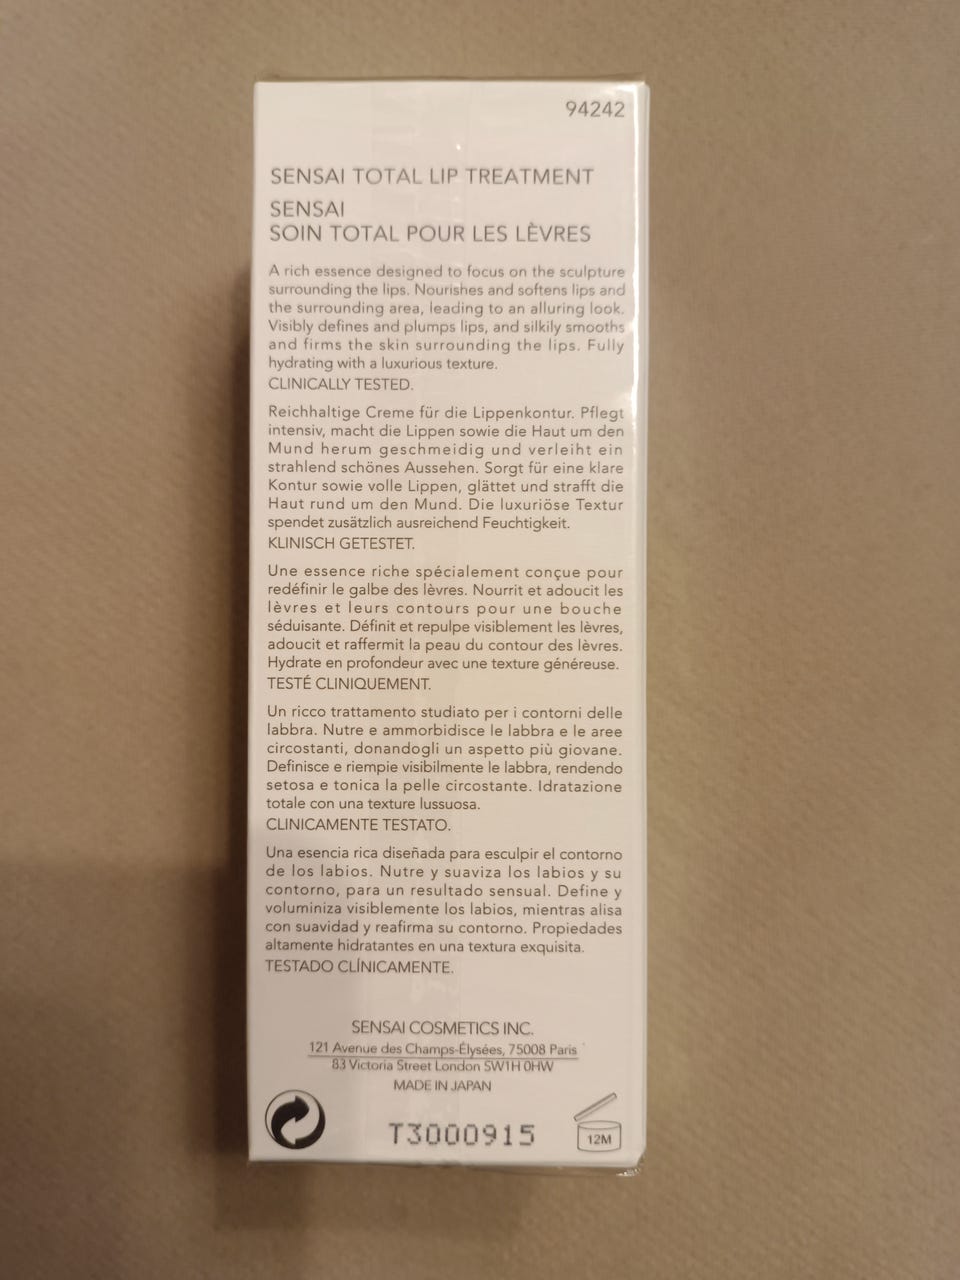 94242
SENSAI TOTAL LIP TREATMENT
SENSAI
SOIN TOTAL POUR LES LÈVRES
A rich essence designed to focus on the sculpture
surrounding the lips. Nourishes and softens lips and
the surrounding area, leading to an alluring look.
Visibly defines and plumps lips, and silkily smooths
and firms the skin surrounding the lips. Fully
hydrating with a luxurious texture.
CLINICALLY TESTED.
Reichhaltige Creme für die Lippenkontur. Pflegt
intensiv, macht die Lippen sowie die Haut um den
Mund herum geschmeidig und verleiht ein
strahlend schönes Aussehen. Sorgt für eine klare
Kontur sowie volle Lippen, glättet und strafft die
Haut rund um den Mund. Die luxuriöse Textur
spendet zusätzlich ausreichend Feuchtigkeit.
KLINISCH GETESTET.
Une essence riche spécialement conçue pour
redéfinir le galbe des lèvres. Nourrit et adoucit les
lèvres et leurs contours pour une bouche
séduisante. Définit et repulpe visiblement les lèvres,
adoucit et raffermit la peau du contour des lèvres.
Hydrate en profondeur avec une texture généreuse.
TESTÉ CLINIQUEMENT.
Un ricco trattamento studiato per i contorni delle
labbra. Nutre e ammorbidisce le labbra e le aree
circostanti, donandogli un aspetto più giovane.
Definisce e riempie visibilmente le labbra, rendendo
setosa e tonica la pelle circostante. Idratazione
totale con una texture lussuosa.
CLINICAMENTE TESTATO.
Una esencia rica diseñada para esculpir el contorno
de los labios. Nutre y suaviza los labios y su
contorno, para un resultado sensual. Define y
voluminiza visiblemente los labios, mientras alisa
con suavidad y reafirma su contorno. Propiedades
altamente hidratantes en una textura exquisita.
TESTADO CLÍNICAMENTE.
SENSAI COSMETICS INC.
121 Avenue des Champs-Élysées, 75008 Paris
83 Victoria Street London SW1H 0HW
MADE IN JAPAN
T3000915
12M